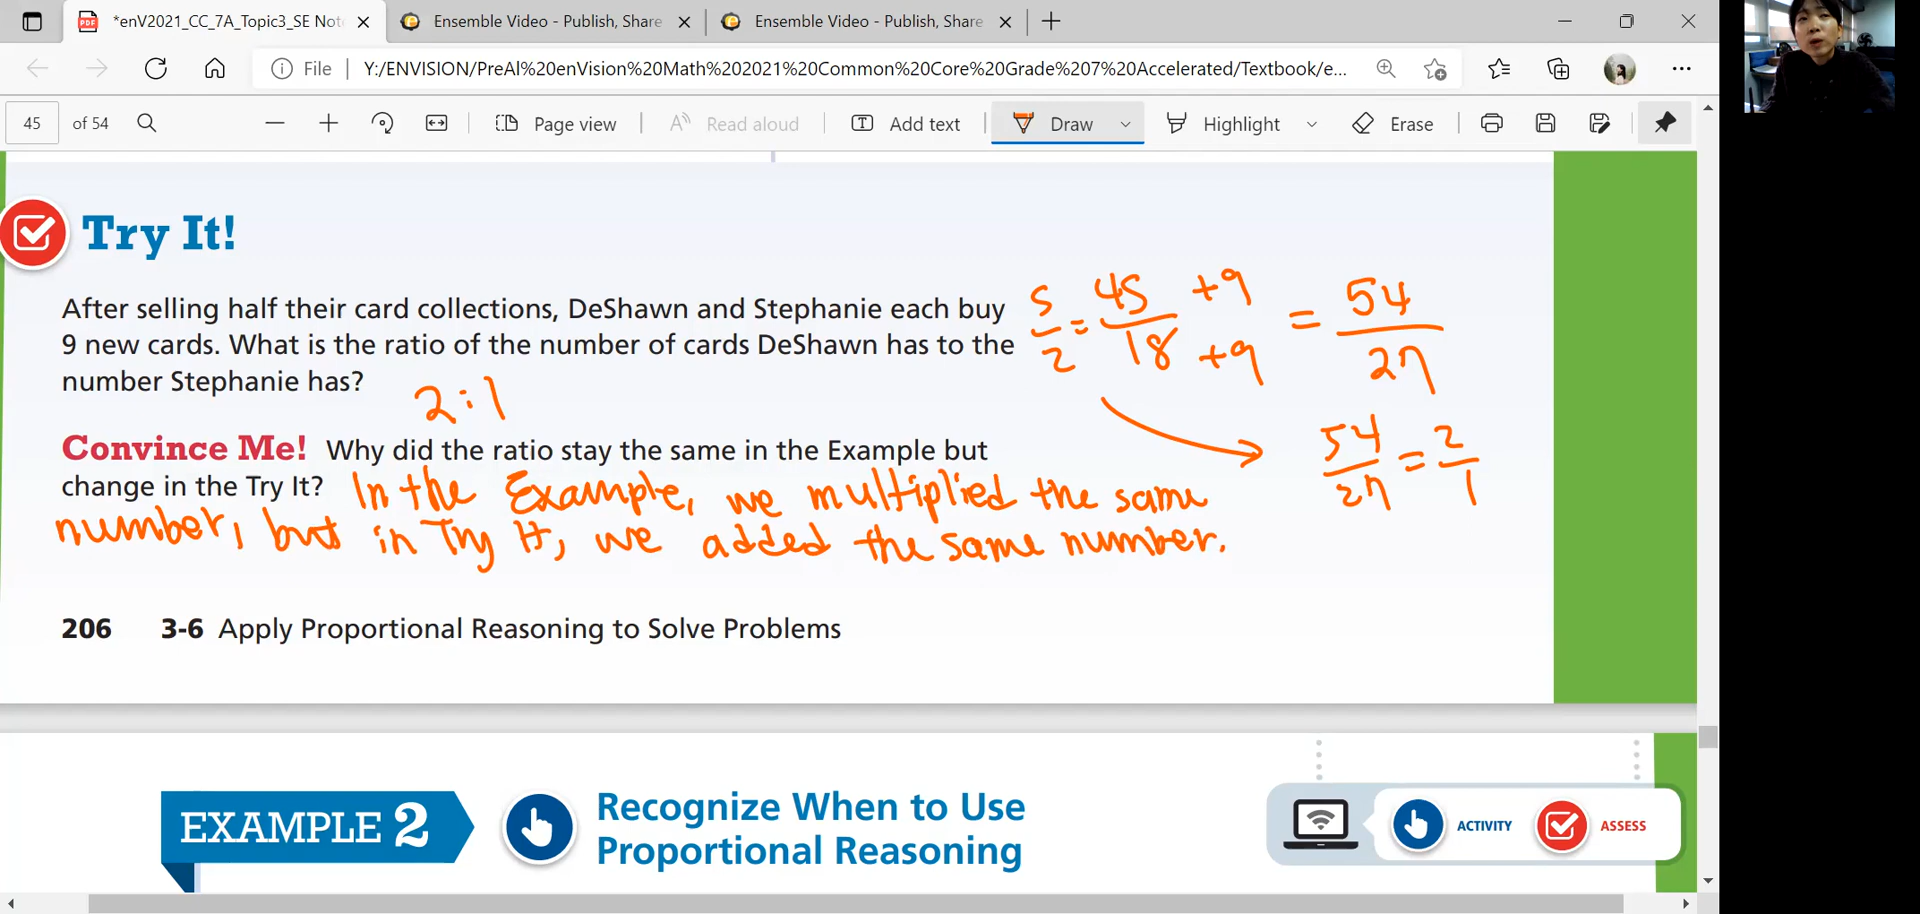 *enV2021_CC_7A_Topic3_SE Not
Ensemble Video - Publish, Share
Ensemble Video - Publish, Share
File
Y:/ENVISION/PreAl%20enVision%20Math%202021%20Common%20Core%20Grade%207%20Accelerated/Textbook/e...
45 of 54
Page view
Read aloud
Add text
Draw
Highlight
Erase
Try It!
After selling half their card collections, DeShawn and Stephanie each buy
9 new cards. What is the ratio of the number of cards DeShawn has to the
number Stephanie has?
2:1
5/2 = 45/18 +9 +9 = 54/27
54/27 = 2/1
Convince Me! Why did the ratio stay the same in the Example but
change in the Try It? In the Example, we multiplied the same
number, but in Try It, we added the same number.
206 3-6 Apply Proportional Reasoning to Solve Problems
EXAMPLE 2
Recognize When to Use
Proportional Reasoning
ACTIVITY
ASSESS